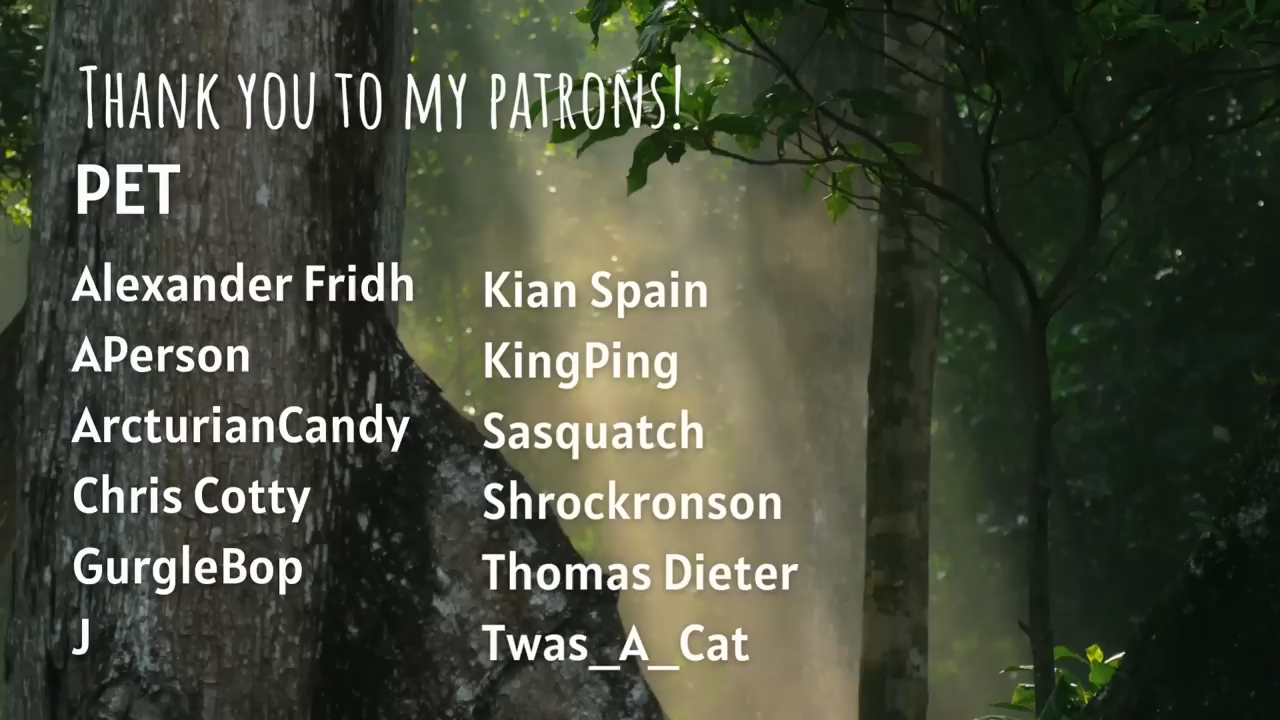 Thank you to my patrons!
PET
Alexander Fridh
APerson
ArcturianCandy
Chris Cotty
GurgleBop
J
Kian Spain
KingPing
Sasquatch
Shrockronson
Thomas Dieter
Twas_A_Cat